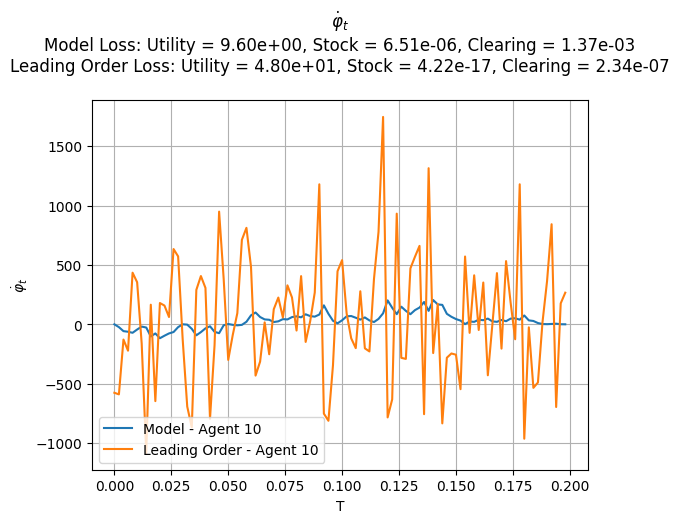 φ̇_t
Model Loss: Utility = 9.60e+00, Stock = 6.51e-06, Clearing = 1.37e-03
Leading Order Loss: Utility = 4.80e+01, Stock = 4.22e-17, Clearing = 2.34e-07
1500
1000
500
0
−500
−1000
φ̇_t
Model - Agent 10
Leading Order - Agent 10
0.000 0.025 0.050 0.075 0.100 0.125 0.150 0.175 0.200
T